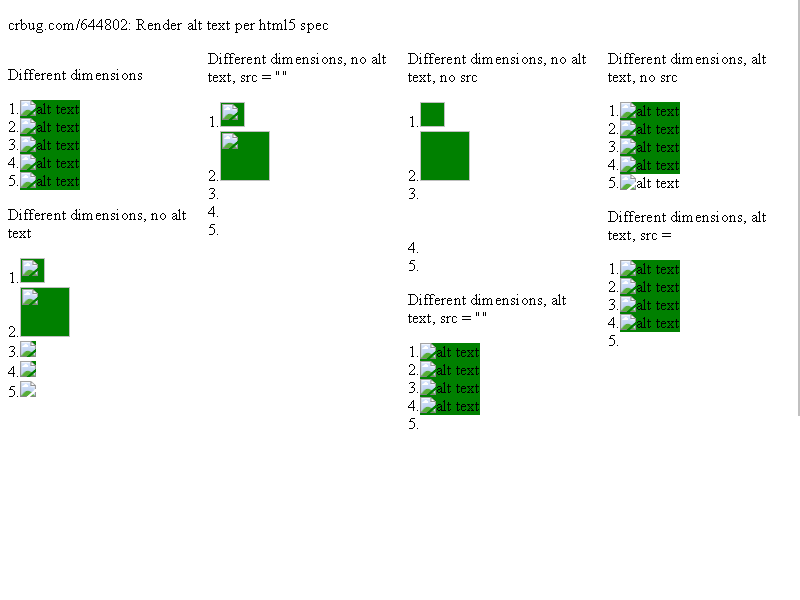 crbug.com/644802: Render alt text per html5 spec
Different dimensions
1. alt text
2. alt text
3. alt text
4. alt text
5. alt text
Different dimensions, no alt
text
1.
2.
3.
4.
5.
Different dimensions, no alt
text, src = ""
1.
2.
3.
4.
5.
Different dimensions, no alt
text, no src
1.
2.
3.
4.
5.
Different dimensions, alt
text, src = ""
1. alt text
2. alt text
3. alt text
4. alt text
5.
Different dimensions, alt
text, no src
1. alt text
2. alt text
3. alt text
4. alt text
5. alt text
Different dimensions, alt
text, src =
1. alt text
2. alt text
3. alt text
4. alt text
5.